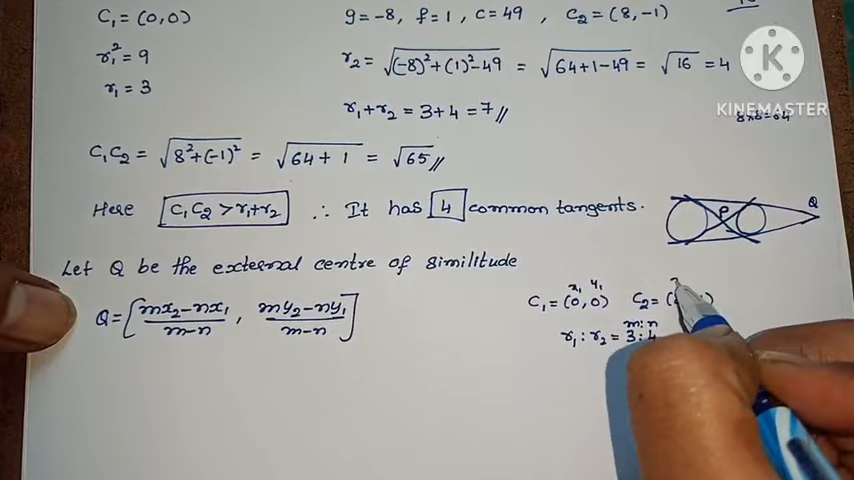 C₁ = (0,0)
g = -8, f = 1, c = 49, C₂ = (8,-1)
r₁² = 9
r₁ = 3
r₂ = √(-8)²+(1)²-49 = √64+1-49 = √16 = 4
KINEMASTER
8×8=64
r₁+r₂ = 3+4 = 7 //
C₁C₂ = √8²+(-1)² = √64+1 = √65 //
Here C₁C₂ > r₁+r₂ ∴ It has 4 common tangents.
P Q
Let Q be the external centre of similitude
x₁ y₁
C₁ = (0,0) C₂ = (
Q = [mx₂-nx₁/m-n, my₂-ny₁/m-n]
m:n
r₁:r₂ = 3:4